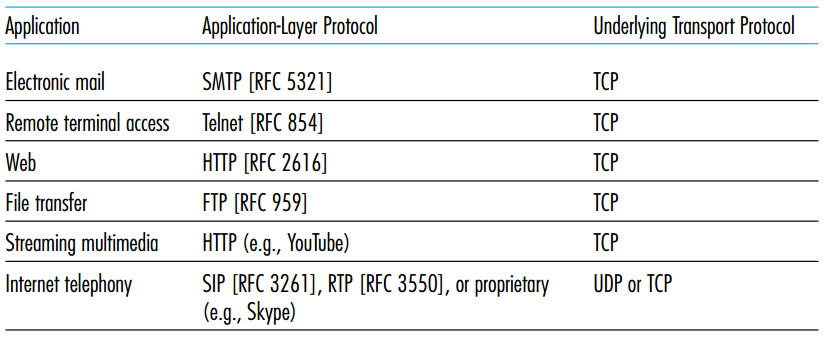 Application Application-Layer Protocol Underlying Transport Protocol
Electronic mail SMTP [RFC 5321] TCP
Remote terminal access Telnet [RFC 854] TCP
Web HTTP [RFC 2616] TCP
File transfer FTP [RFC 959] TCP
Streaming multimedia HTTP (e.g., YouTube) TCP
Internet telephony SIP [RFC 3261], RTP [RFC 3550], or proprietary UDP or TCP
(e.g., Skype)